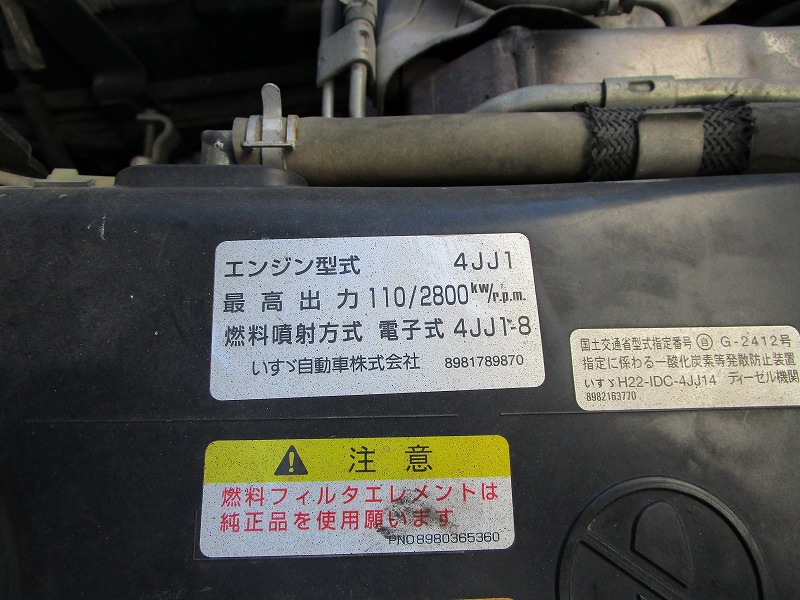 エンジン型式 4JJ1
最高出力 110/2800 kw/r.p.m.
燃料噴射方式 電子式 4JJ1-8
いすゞ自動車株式会社 8981789870
国土交通省型式指定番号 自 G-2412号
指定に係わる一酸化炭素等発散防止装置
いすゞH22-IDC-4JJ14 ディーゼル機関
8982163770
注意
燃料フィルタエレメントは
純正品を使用願います
PNO8980365360